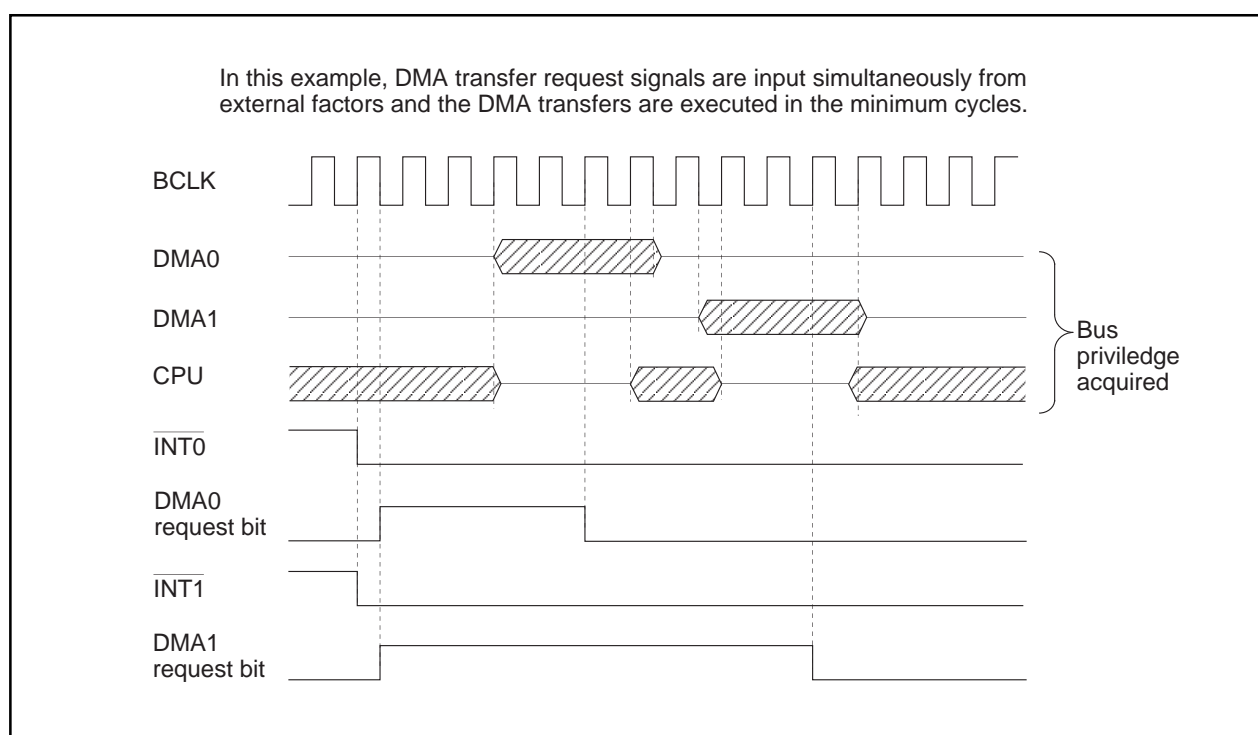 In this example, DMA transfer request signals are input simultaneously from
external factors and the DMA transfers are executed in the minimum cycles.
BCLK
DMA0
DMA1
CPU
Bus
priviledge
acquired
INT0
DMA0
request bit
INT1
DMA1
request bit